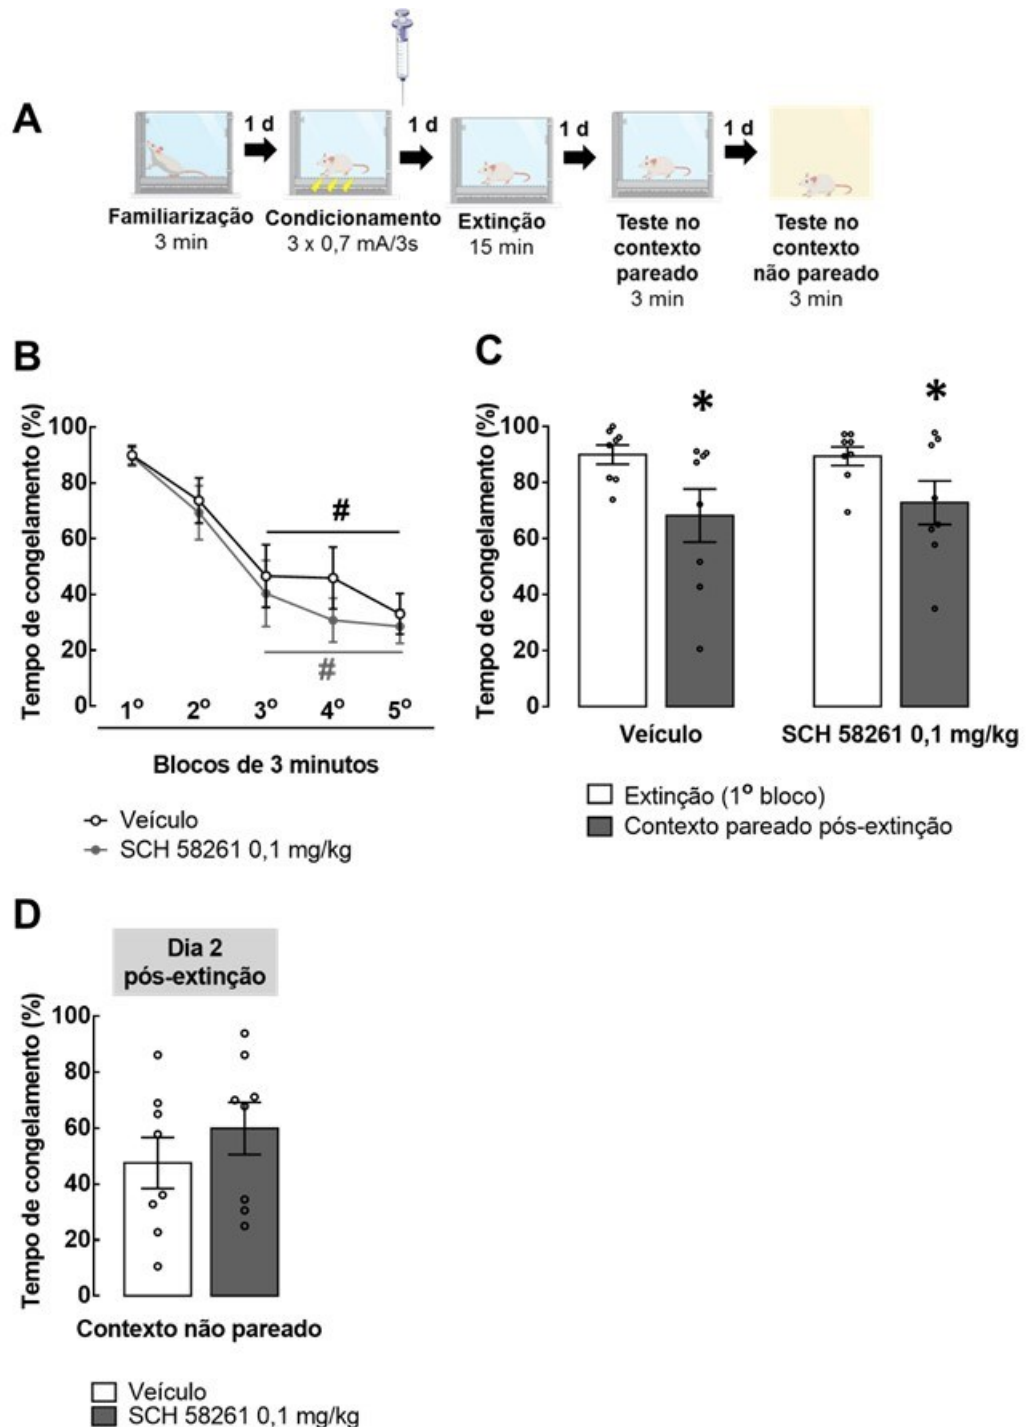 A
1 d
1 d
1 d
1 d
Familiarização
3 min
Condicionamento
3 x 0,7 mA/3s
Extinção
15 min
Teste no
contexto
pareado
3 min
Teste no
contexto
não pareado
3 min
B
Tempo de congelamento (%)
100
80
60
40
20
0
#
#
1º 2º 3º 4º 5º
Blocos de 3 minutos
Veículo
SCH 58261 0,1 mg/kg
C
Tempo de congelamento (%)
100
80
60
40
20
0
* *
Veículo SCH 58261 0,1 mg/kg
Extinção (1º bloco)
Contexto pareado pós-extinção
D
Dia 2
pós-extinção
Tempo de congelamento (%)
100
80
60
40
20
0
Contexto não pareado
Veículo
SCH 58261 0,1 mg/kg